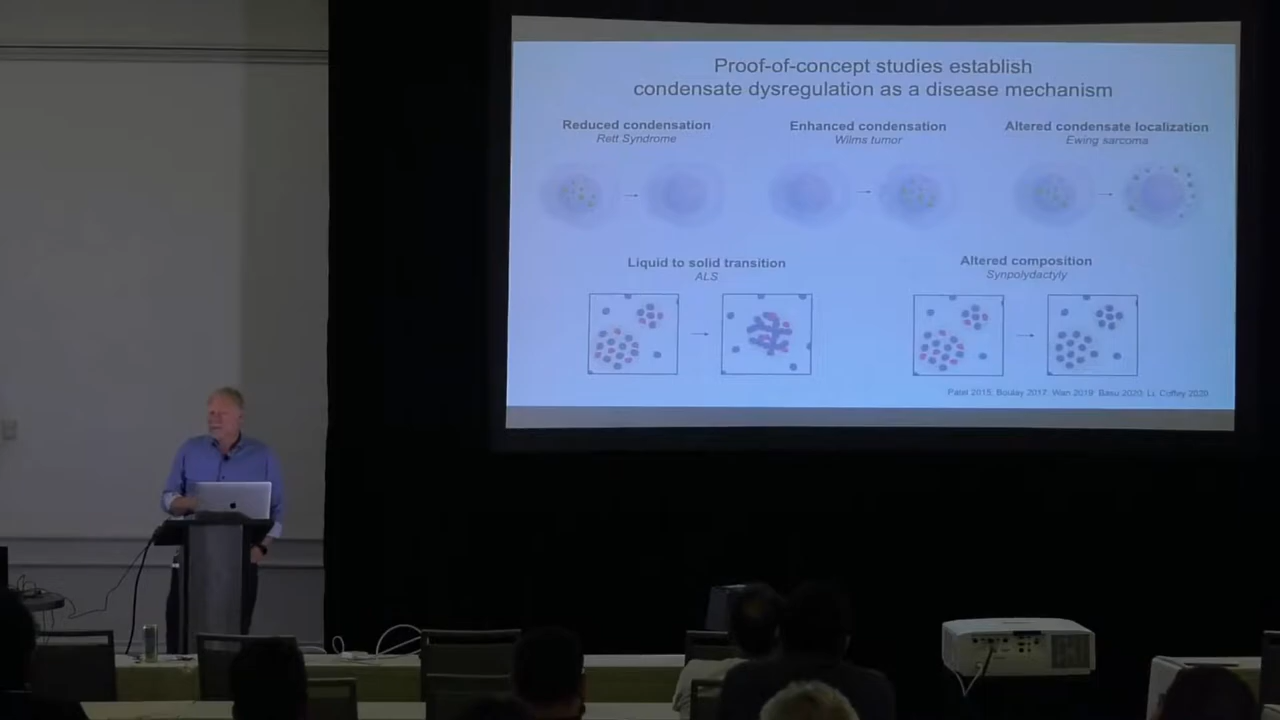 Proof-of-concept studies establish
condensate dysregulation as a disease mechanism
Reduced condensation
Rett Syndrome
Enhanced condensation
Wilms tumor
Altered condensate localization
Ewing sarcoma
Liquid to solid transition
ALS
Altered composition
Synpolydactyly
Patel 2015; Boulay 2017; Wan 2019; Basu 2020; Li, Coffey 2020